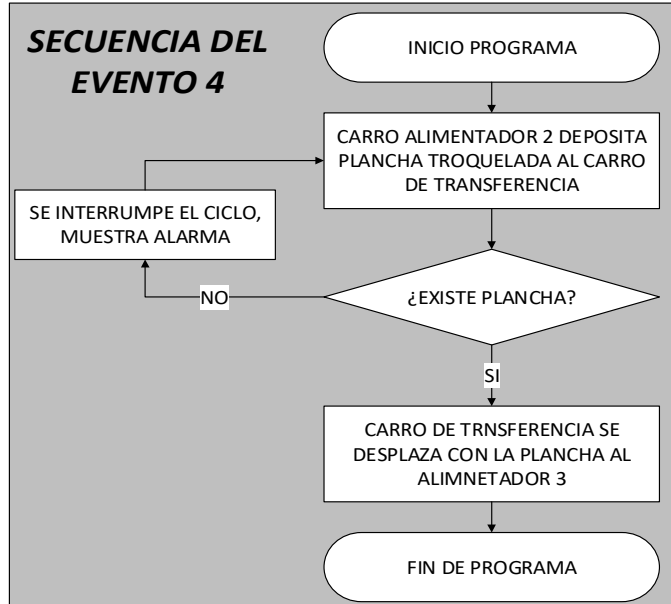 SECUENCIA DEL
EVENTO 4
INICIO PROGRAMA
CARRO ALIMENTADOR 2 DEPOSITA
PLANCHA TROQUELADA AL CARRO
DE TRANSFERENCIA
SE INTERRUMPE EL CICLO,
MUESTRA ALARMA
NO
¿EXISTE PLANCHA?
SI
CARRO DE TRNSFERENCIA SE
DESPLAZA CON LA PLANCHA AL
ALIMNETADOR 3
FIN DE PROGRAMA